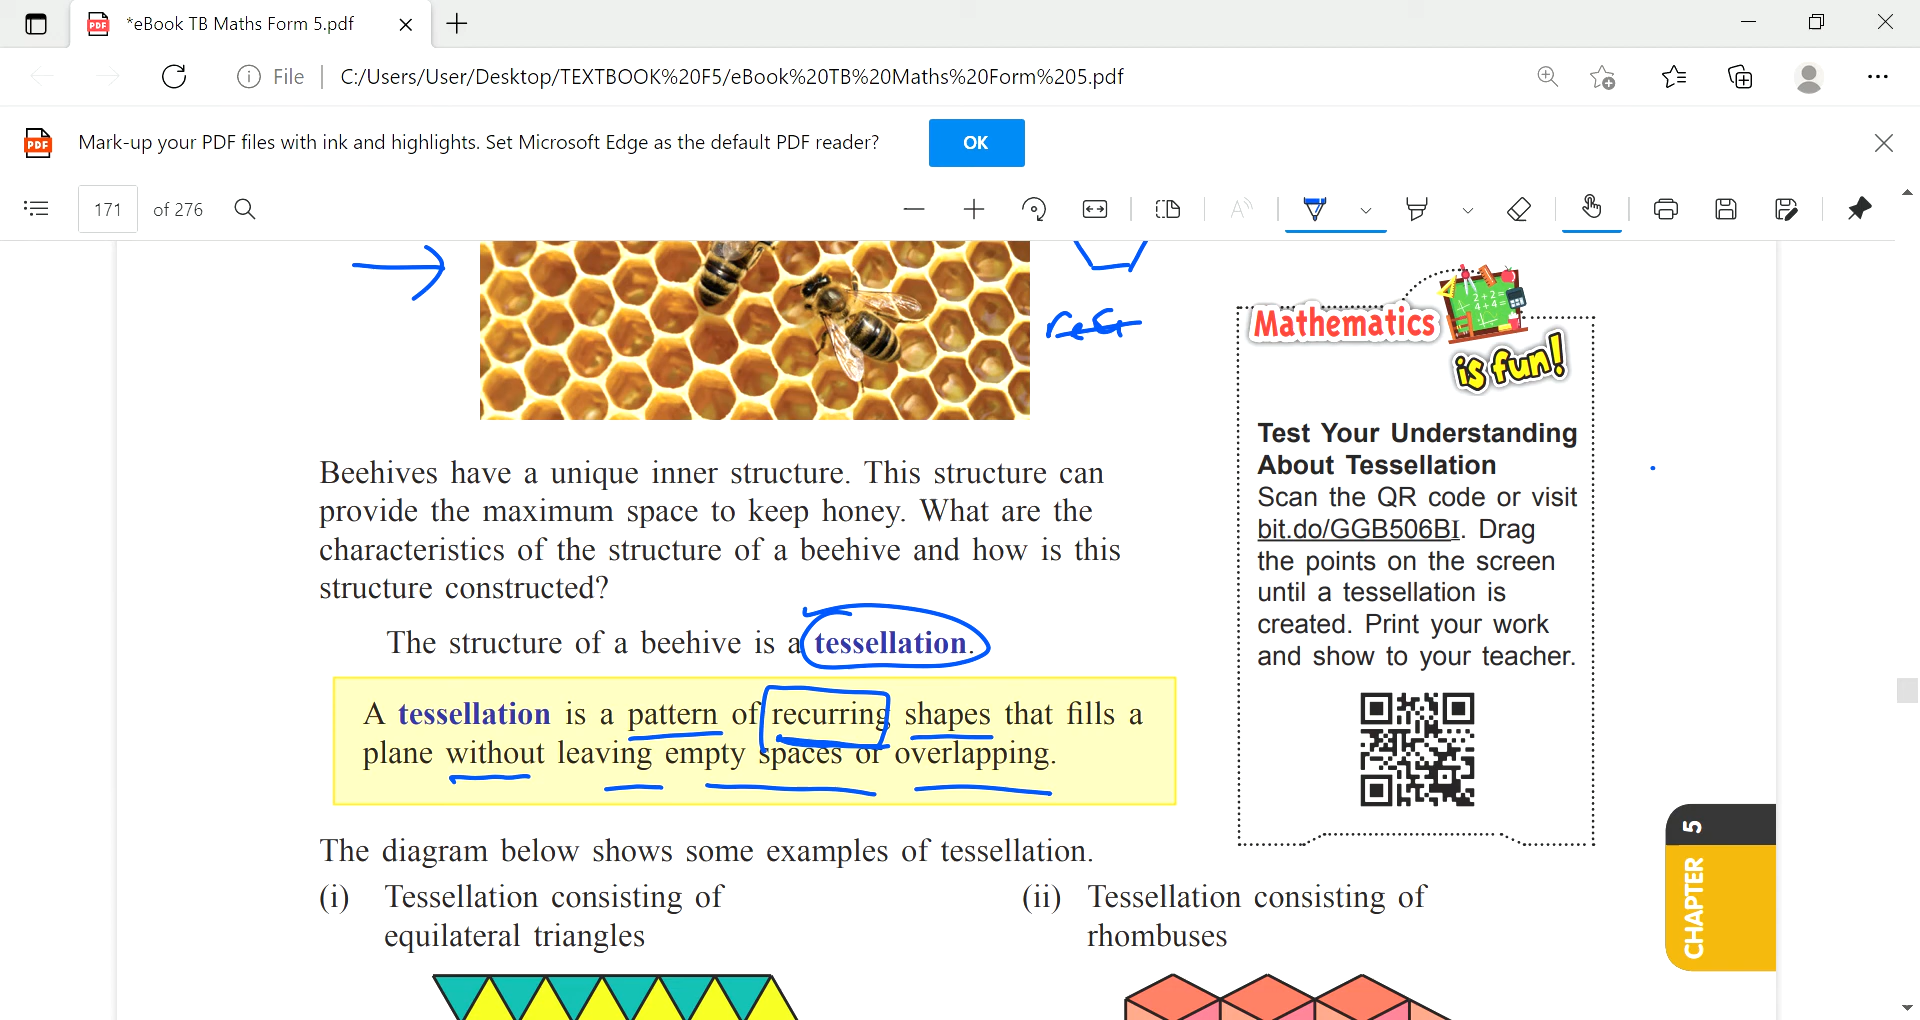 *eBook TB Maths Form 5.pdf
File
C:/Users/User/Desktop/TEXTBOOK%20F5/eBook%20TB%20Maths%20Form%205.pdf
Mark-up your PDF files with ink and highlights. Set Microsoft Edge as the default PDF reader?
OK
171 of 276
Mathematics
is fun!
Test Your Understanding
About Tessellation
Scan the QR code or visit
bit.do/GGB506BI. Drag
the points on the screen
until a tessellation is
created. Print your work
and show to your teacher.
Beehives have a unique inner structure. This structure can
provide the maximum space to keep honey. What are the
characteristics of the structure of a beehive and how is this
structure constructed?
The structure of a beehive is a tessellation.
A tessellation is a pattern of recurring shapes that fills a
plane without leaving empty spaces or overlapping.
The diagram below shows some examples of tessellation.
(i) Tessellation consisting of
equilateral triangles
(ii) Tessellation consisting of
rhombuses
CHAPTER 5